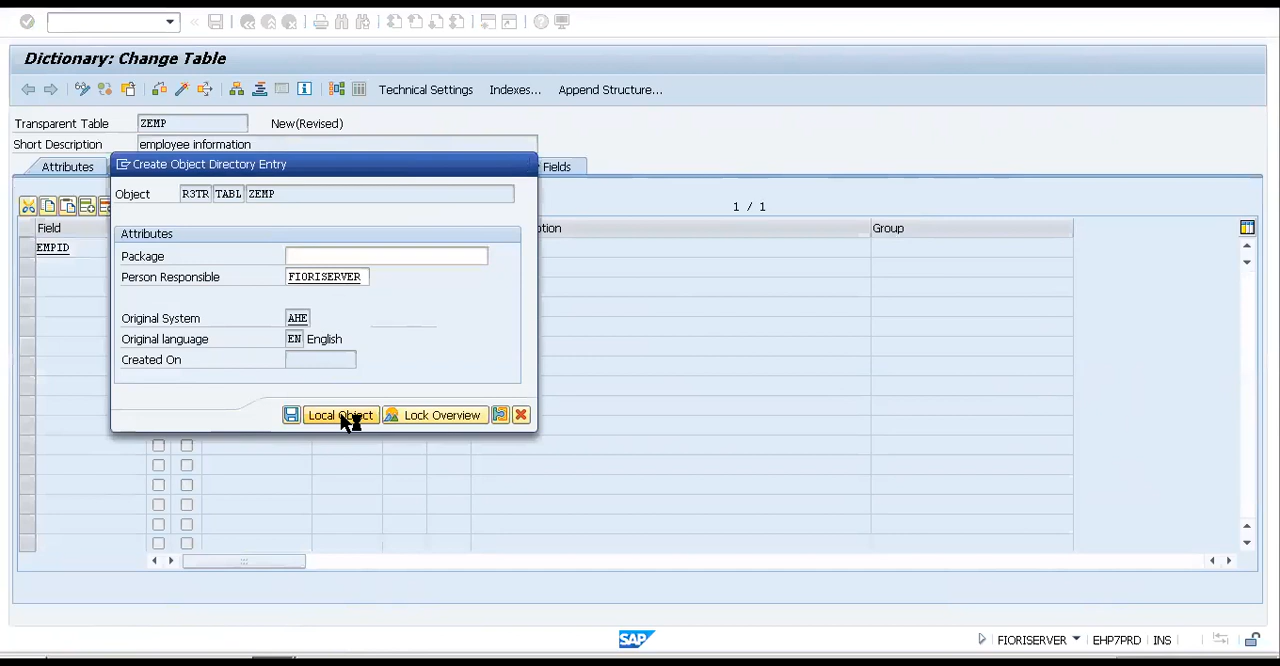 Dictionary: Change Table
Technical Settings Indexes... Append Structure...
Transparent Table ZEMP New(Revised)
Short Description employee information
Attributes Fields
Create Object Directory Entry
Object R3TR TABL ZEMP
1 / 1
Attributes
Package
Person Responsible FIORISERVER
Original System AHE
Original language EN English
Created On
Local Object Lock Overview
Field ption Group
EMPID
SAP FIORISERVER EHP7PRD INS